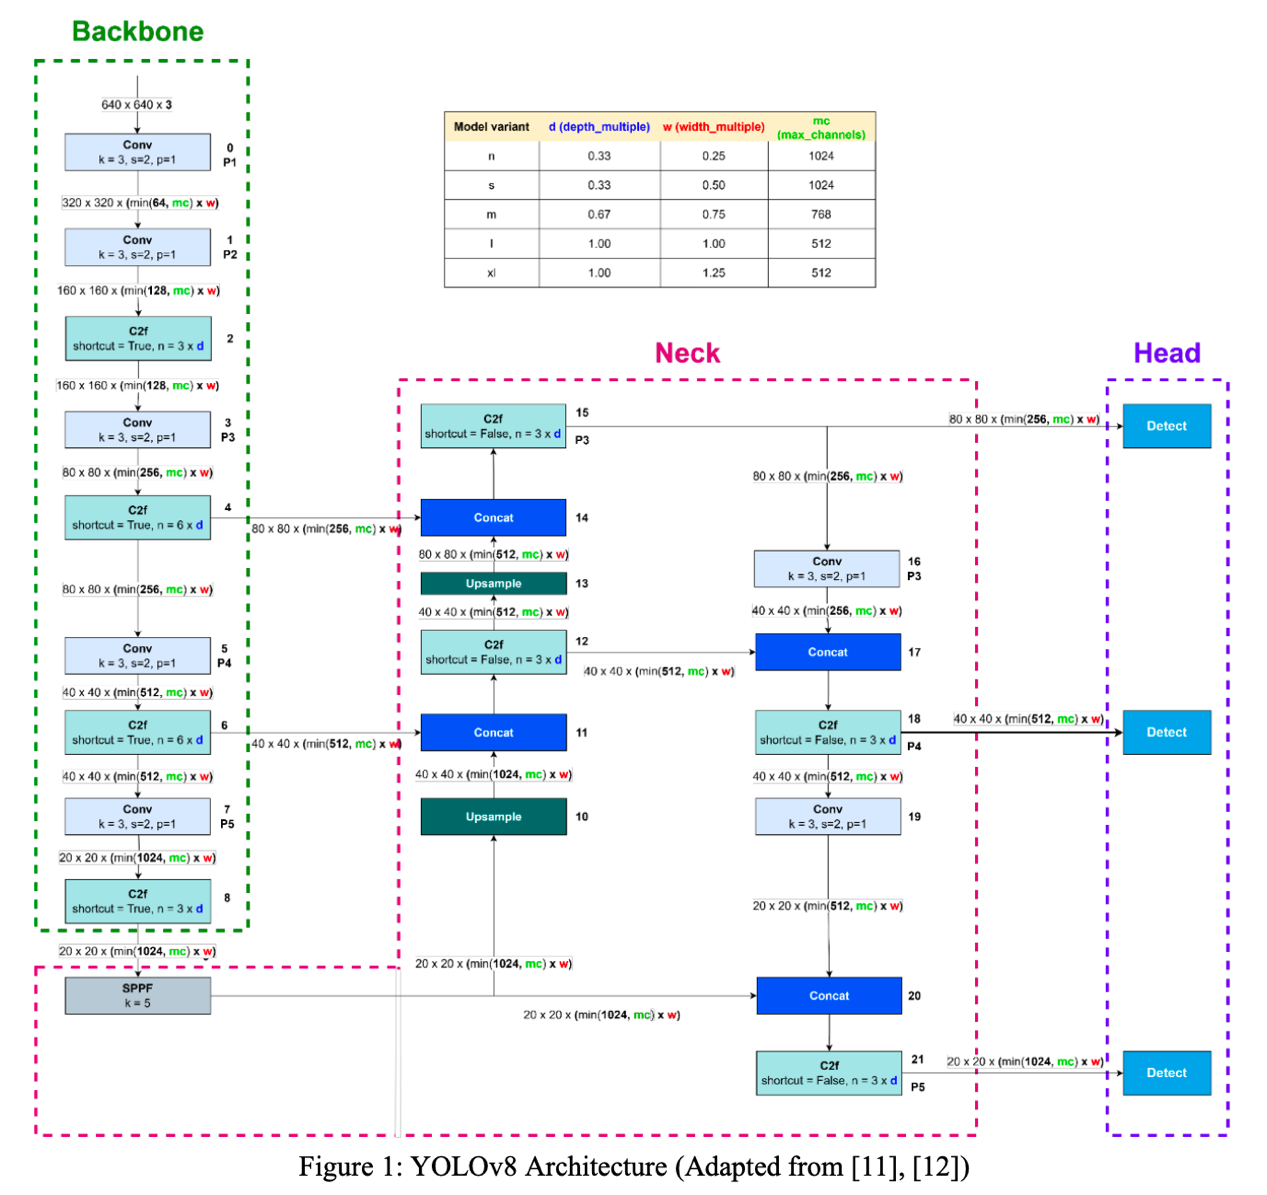 Backbone
640 x 640 x 3
Conv
k = 3, s=2, p=1
0
P1
320 x 320 x (min(64, mc) x w)
Conv
k = 3, s=2, p=1
1
P2
160 x 160 x (min(128, mc) x w)
C2f
shortcut = True, n = 3 x d
2
160 x 160 x (min(128, mc) x w)
Conv
k = 3, s=2, p=1
3
P3
80 x 80 x (min(256, mc) x w)
C2f
shortcut = True, n = 6 x d
4
80 x 80 x (min(256, mc) x w)
80 x 80 x (min(256, mc) x w)
Conv
k = 3, s=2, p=1
5
P4
40 x 40 x (min(512, mc) x w)
C2f
shortcut = True, n = 6 x d
6
40 x 40 x (min(512, mc) x w)
40 x 40 x (min(512, mc) x w)
Conv
k = 3, s=2, p=1
7
P5
20 x 20 x (min(1024, mc) x w)
C2f
shortcut = True, n = 3 x d
8
20 x 20 x (min(1024, mc) x w)
SPPF
k = 5
Model variant d (depth_multiple) w (width_multiple) mc (max_channels)
n 0.33 0.25 1024
s 0.33 0.50 1024
m 0.67 0.75 768
l 1.00 1.00 512
xl 1.00 1.25 512
Neck
C2f
shortcut = False, n = 3 x d
15
P3
Concat
14
80 x 80 x (min(512, mc) x w)
Upsample
13
40 x 40 x (min(512, mc) x w)
C2f
shortcut = False, n = 3 x d
12
40 x 40 x (min(512, mc) x w)
Concat
11
40 x 40 x (min(1024, mc) x w)
Upsample
10
20 x 20 x (min(1024, mc) x w)
20 x 20 x (min(1024, mc) x w)
80 x 80 x (min(256, mc) x w)
80 x 80 x (min(256, mc) x w)
Conv
k = 3, s=2, p=1
16
P3
40 x 40 x (min(256, mc) x w)
Concat
17
C2f
shortcut = False, n = 3 x d
18
P4
40 x 40 x (min(512, mc) x w)
40 x 40 x (min(512, mc) x w)
Conv
k = 3, s=2, p=1
19
20 x 20 x (min(512, mc) x w)
Concat
20
C2f
shortcut = False, n = 3 x d
21
P5
20 x 20 x (min(1024, mc) x w)
Head
Detect
Detect
Detect
Figure 1: YOLOv8 Architecture (Adapted from [11], [12])